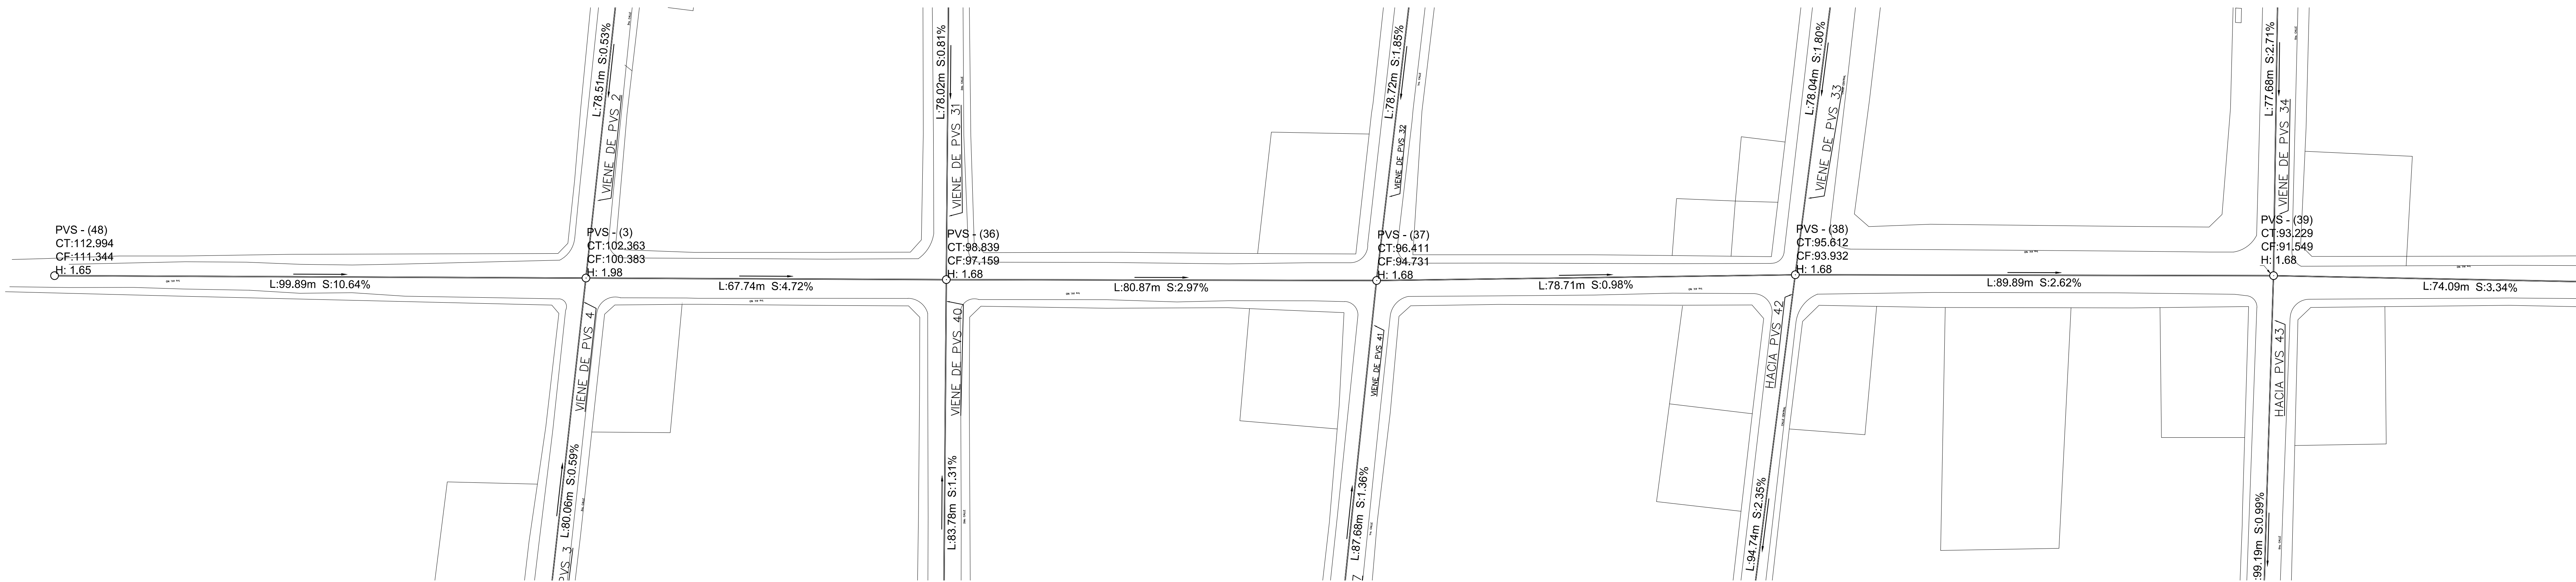 L:78.51m S:0.53%
VIENE DE PVS 2
L:78.02m S:0.81%
VIENE DE PVS 31
L:78.72m S:1.85%
VIENE DE PVS 32
L:78.04m S:1.80%
VIENE DE PVS 33
L:77.68m S:2.71%
VIENE DE PVS 34
PVS - (48)
CT:112.994
CF:111.344
H: 1.65
PVS - (3)
CT:102.363
CF:100.383
H: 1.98
PVS - (36)
CT:98.839
CF:97.159
H: 1.68
PVS - (37)
CT:96.411
CF:94.731
H: 1.68
PVS - (38)
CT:95.612
CF:93.932
H: 1.68
PVS - (39)
CT:93.229
CF:91.549
H: 1.68
L:99.89m S:10.64%
L:67.74m S:4.72%
L:80.87m S:2.97%
L:78.71m S:0.98%
L:89.89m S:2.62%
L:74.09m S:3.34%
VIENE DE PVS 4
L:80.06m S:0.59%
PVS 3
VIENE DE PVS 40
L:83.78m S:1.31%
VIENE DE PVS 41
L:87.68m S:1.36%
7
HACIA PVS 42
L:94.74m S:2.35%
HACIA PVS 43
L:99.19m S:0.99%